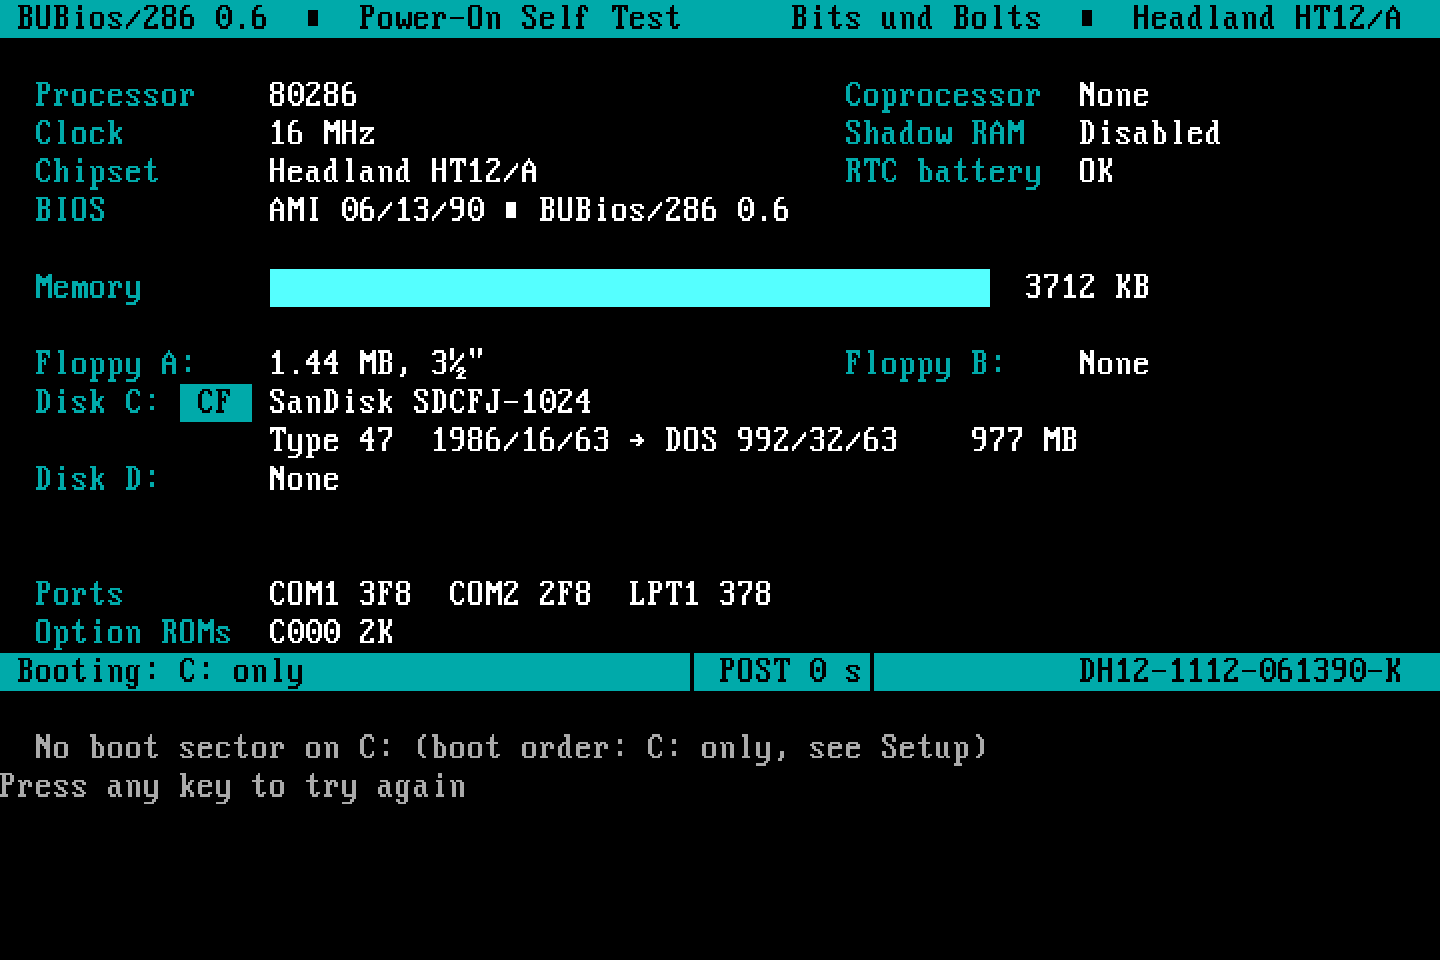 BUBios/286 0.6 ■ Power-On Self Test Bits und Bolts ■ Headland HT12/A
Processor 80286 Coprocessor None
Clock 16 MHz Shadow RAM Disabled
Chipset Headland HT12/A RTC battery OK
BIOS AMI 06/13/90 ■ BUBios/286 0.6
Memory 3712 KB
Floppy A: 1.44 MB, 3½" Floppy B: None
Disk C: CF SanDisk SDCFJ-1024
Type 47 1986/16/63 → DOS 992/32/63 977 MB
Disk D: None
Ports COM1 3F8 COM2 2F8 LPT1 378
Option ROMs C000 2K
Booting: C: only POST 0 s DH12-1112-061390-K
No boot sector on C: (boot order: C: only, see Setup)
Press any key to try again